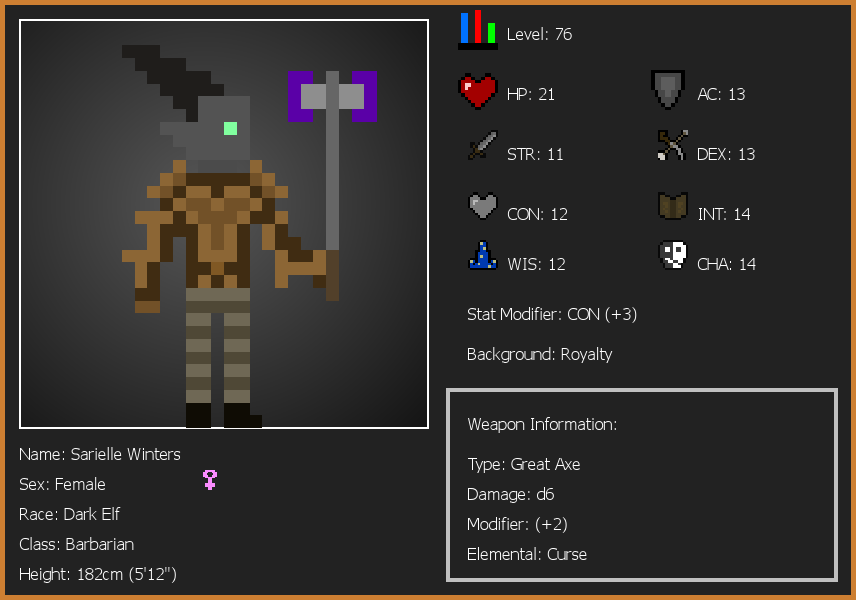 Level: 76
HP: 21
AC: 13
STR: 11
DEX: 13
CON: 12
INT: 14
WIS: 12
CHA: 14
Stat Modifier: CON (+3)
Background: Royalty
Weapon Information:
Type: Great Axe
Damage: d6
Modifier: (+2)
Elemental: Curse
Name: Sarielle Winters
Sex: Female
Race: Dark Elf
Class: Barbarian
Height: 182cm (5'12")